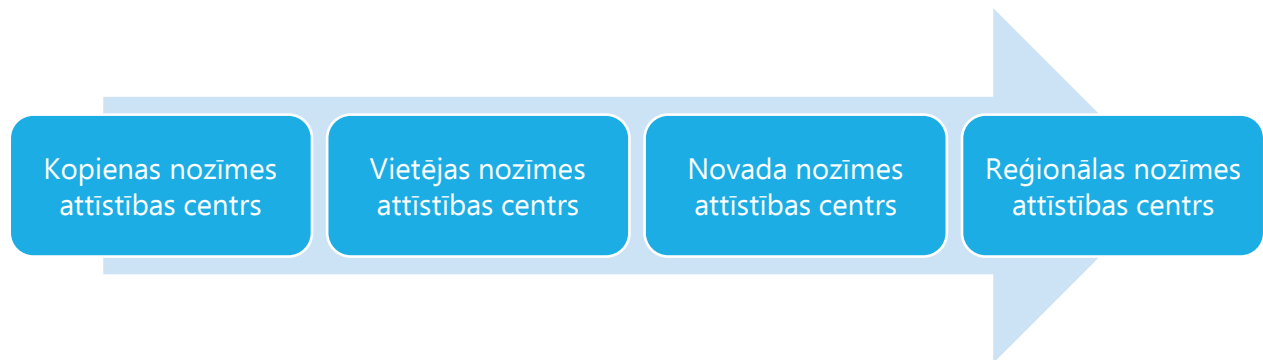 Kopienas nozīmes
attīstības centrs
Vietējas nozīmes
attīstības centrs
Novada nozīmes
attīstības centrs
Reģionālas nozīmes
attīstības centrs